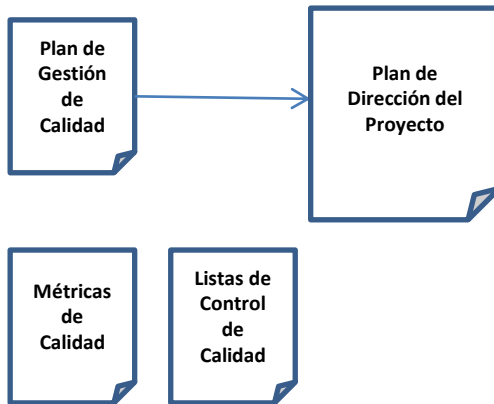 Plan de
Gestión
de
Calidad
Plan de
Dirección del
Proyecto
Métricas
de
Calidad
Listas de
Control
de
Calidad